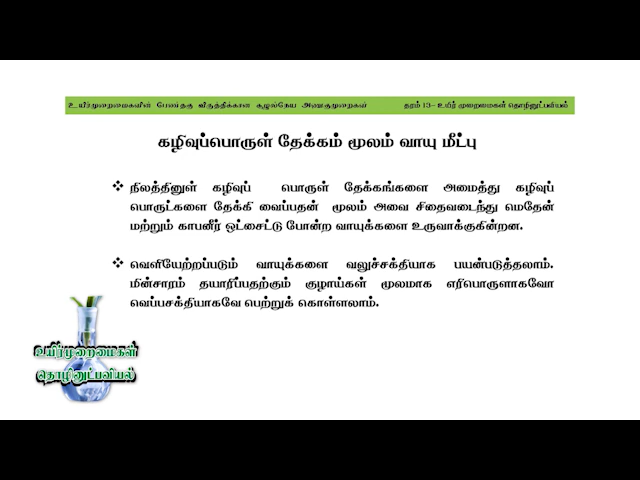 உயிர்முறைமைகளின் பேண்தகு விருத்திக்கான சூழல்நேய அணுகுமுறைகள் தரம் 13– உயிர் முறைமைகள் தொழினுட்பவியல்
கழிவுப்பொருள் தேக்கம் மூலம் வாயு மீட்பு
❖ நிலத்தினுள் கழிவுப் பொருள் தேக்கங்களை அமைத்து கழிவுப்
பொருட்களை தேக்கி வைப்பதன் மூலம் அவை சிதைவடைந்து மெதேன்
மற்றும் காபனீர் ஒட்சைட்டு போன்ற வாயுக்களை உருவாக்குகின்றன.
❖ வெளியேற்றப்படும் வாயுக்களை வலுச்சக்தியாக பயன்படுத்தலாம்.
மின்சாரம் தயாரிப்பதற்கும் குழாய்கள் மூலமாக எரிபொருளாகவோ
வெப்பசக்தியாகவே பெற்றுக் கொள்ளலாம்.
உயிர்முறைமைகள்
தொழினுட்பவியல்